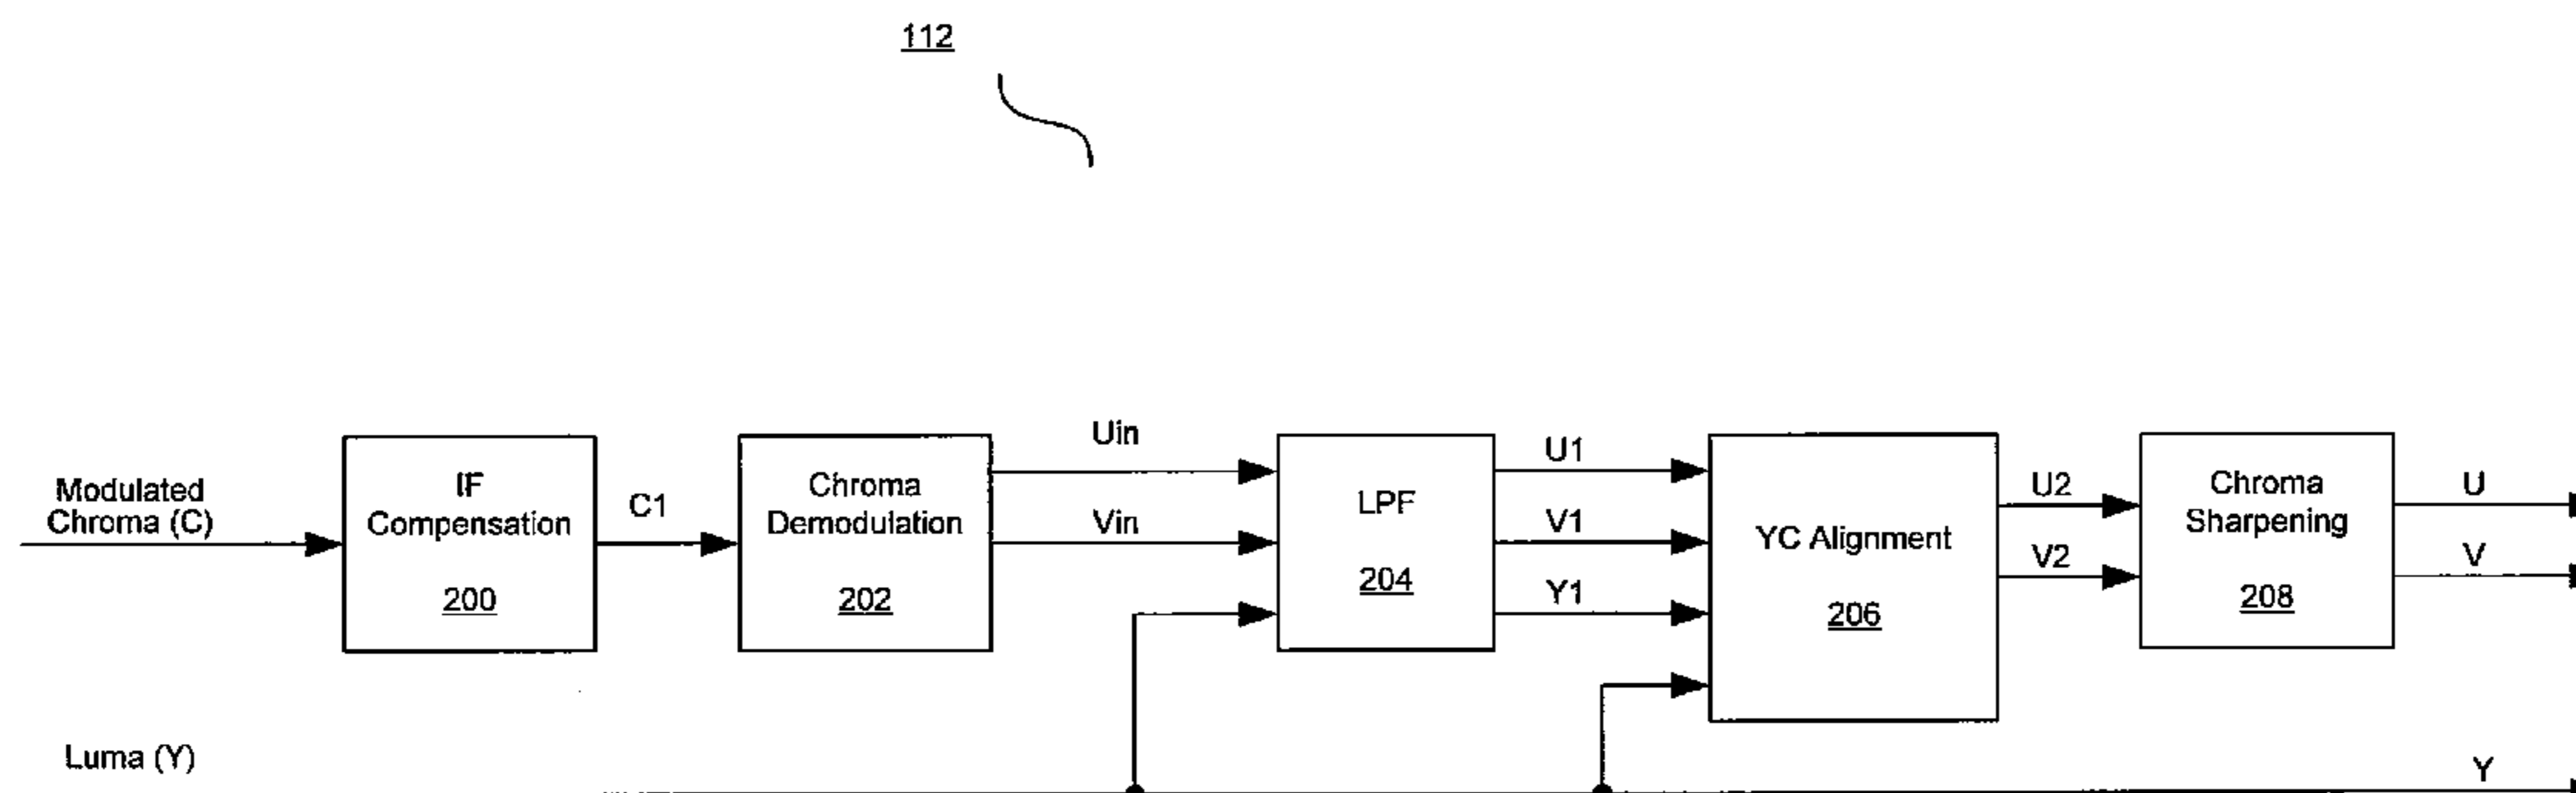 112
Modulated
Chroma (C)
IF
Compensation
200
C1
Chroma
Demodulation
202
Uin
Vin
LPF
204
U1
V1
Y1
YC Alignment
206
U2
V2
Chroma
Sharpening
208
U
V
Luma (Y)
Y